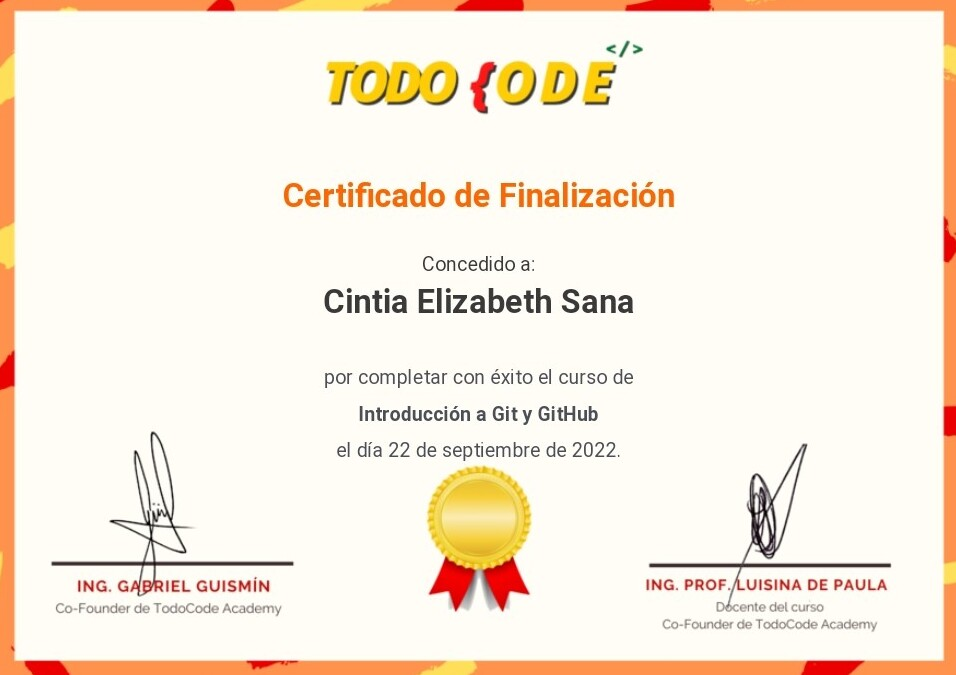 </>
TODO {ODE
Certificado de Finalización
Concedido a:
Cintia Elizabeth Sana
por completar con éxito el curso de
Introducción a Git y GitHub
el día 22 de septiembre de 2022.
ING. GABRIEL GUISMÍN
Co-Founder de TodoCode Academy
ING. PROF. LUISINA DE PAULA
Docente del curso
Co-Founder de TodoCode Academy